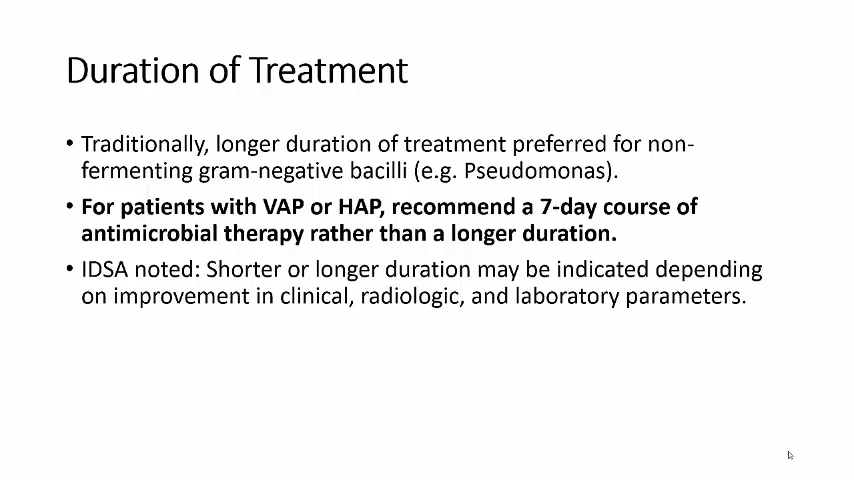 Duration of Treatment
• Traditionally, longer duration of treatment preferred for non-
fermenting gram-negative bacilli (e.g. Pseudomonas).
• For patients with VAP or HAP, recommend a 7-day course of
antimicrobial therapy rather than a longer duration.
• IDSA noted: Shorter or longer duration may be indicated depending
on improvement in clinical, radiologic, and laboratory parameters.